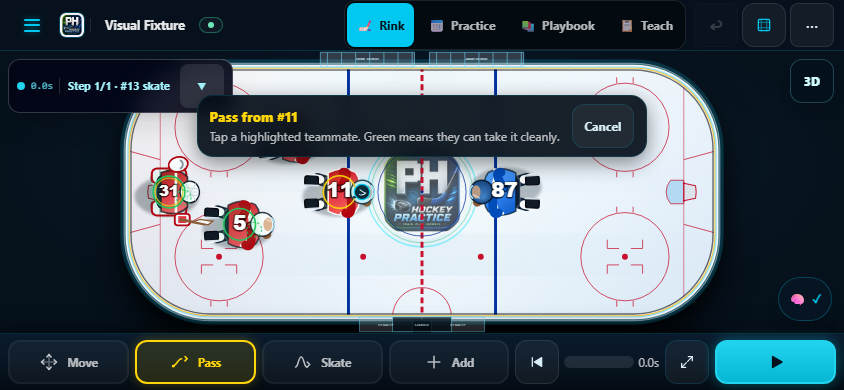 PH
Visual Fixture
Rink
Practice
Playbook
Teach
...
0.0s
Step 1/1 · #13 skate
3D
Pass from #11
Tap a highlighted teammate. Green means they can take it cleanly.
Cancel
31
5
11
87
PH
HOCKEY
PRACTICE
Move
Pass
Skate
Add
0.0s